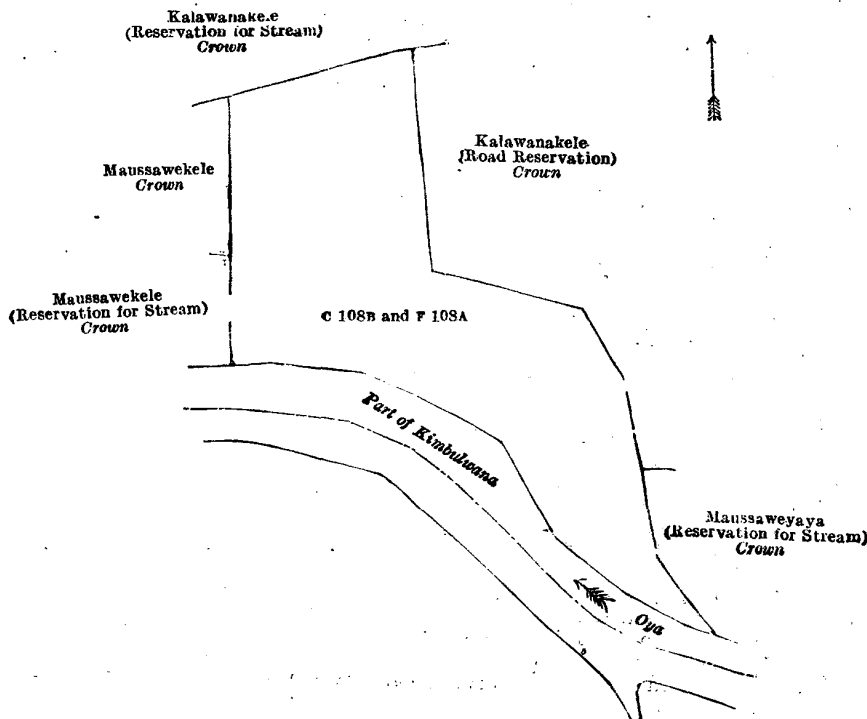 Kalawanakele
(Reservation for Stream)
Crown
Kalawanakele
(Road Reservation)
Crown
Maussawekele
Crown
Maussawekele
(Reservation for Stream)
Crown
C 108B and F 108A
Part of Kimbulwana
Oya
Maussaweyaya
(Reservation for Stream)
Crown